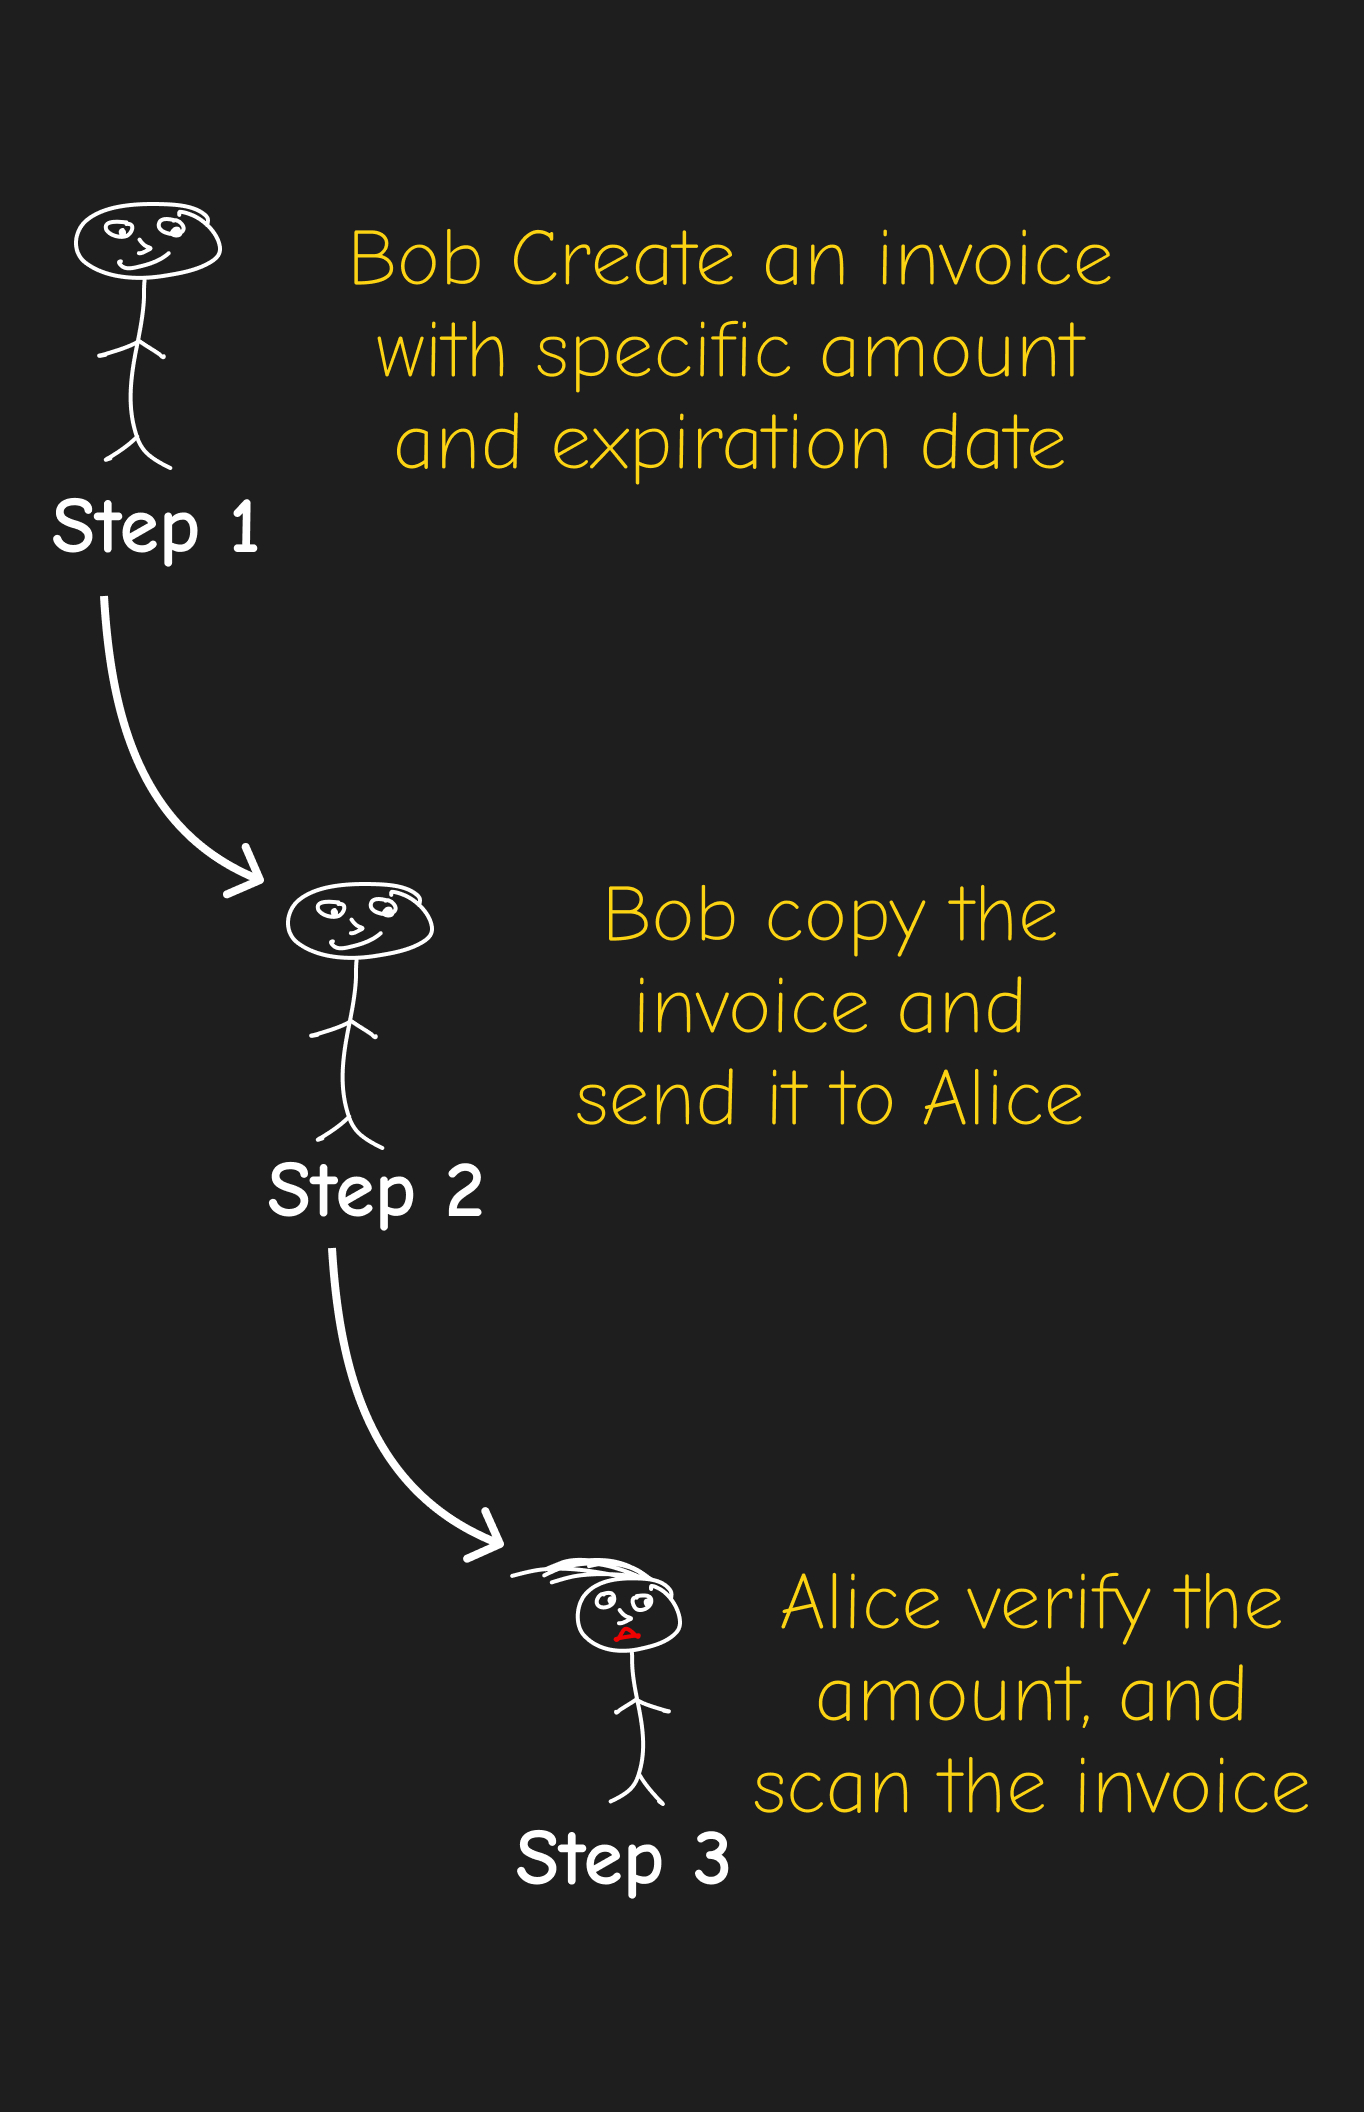 Bob Create an invoice
with specific amount
and expiration date
Step 1
Bob copy the
invoice and
send it to Alice
Step 2
Alice verify the
amount, and
scan the invoice
Step 3